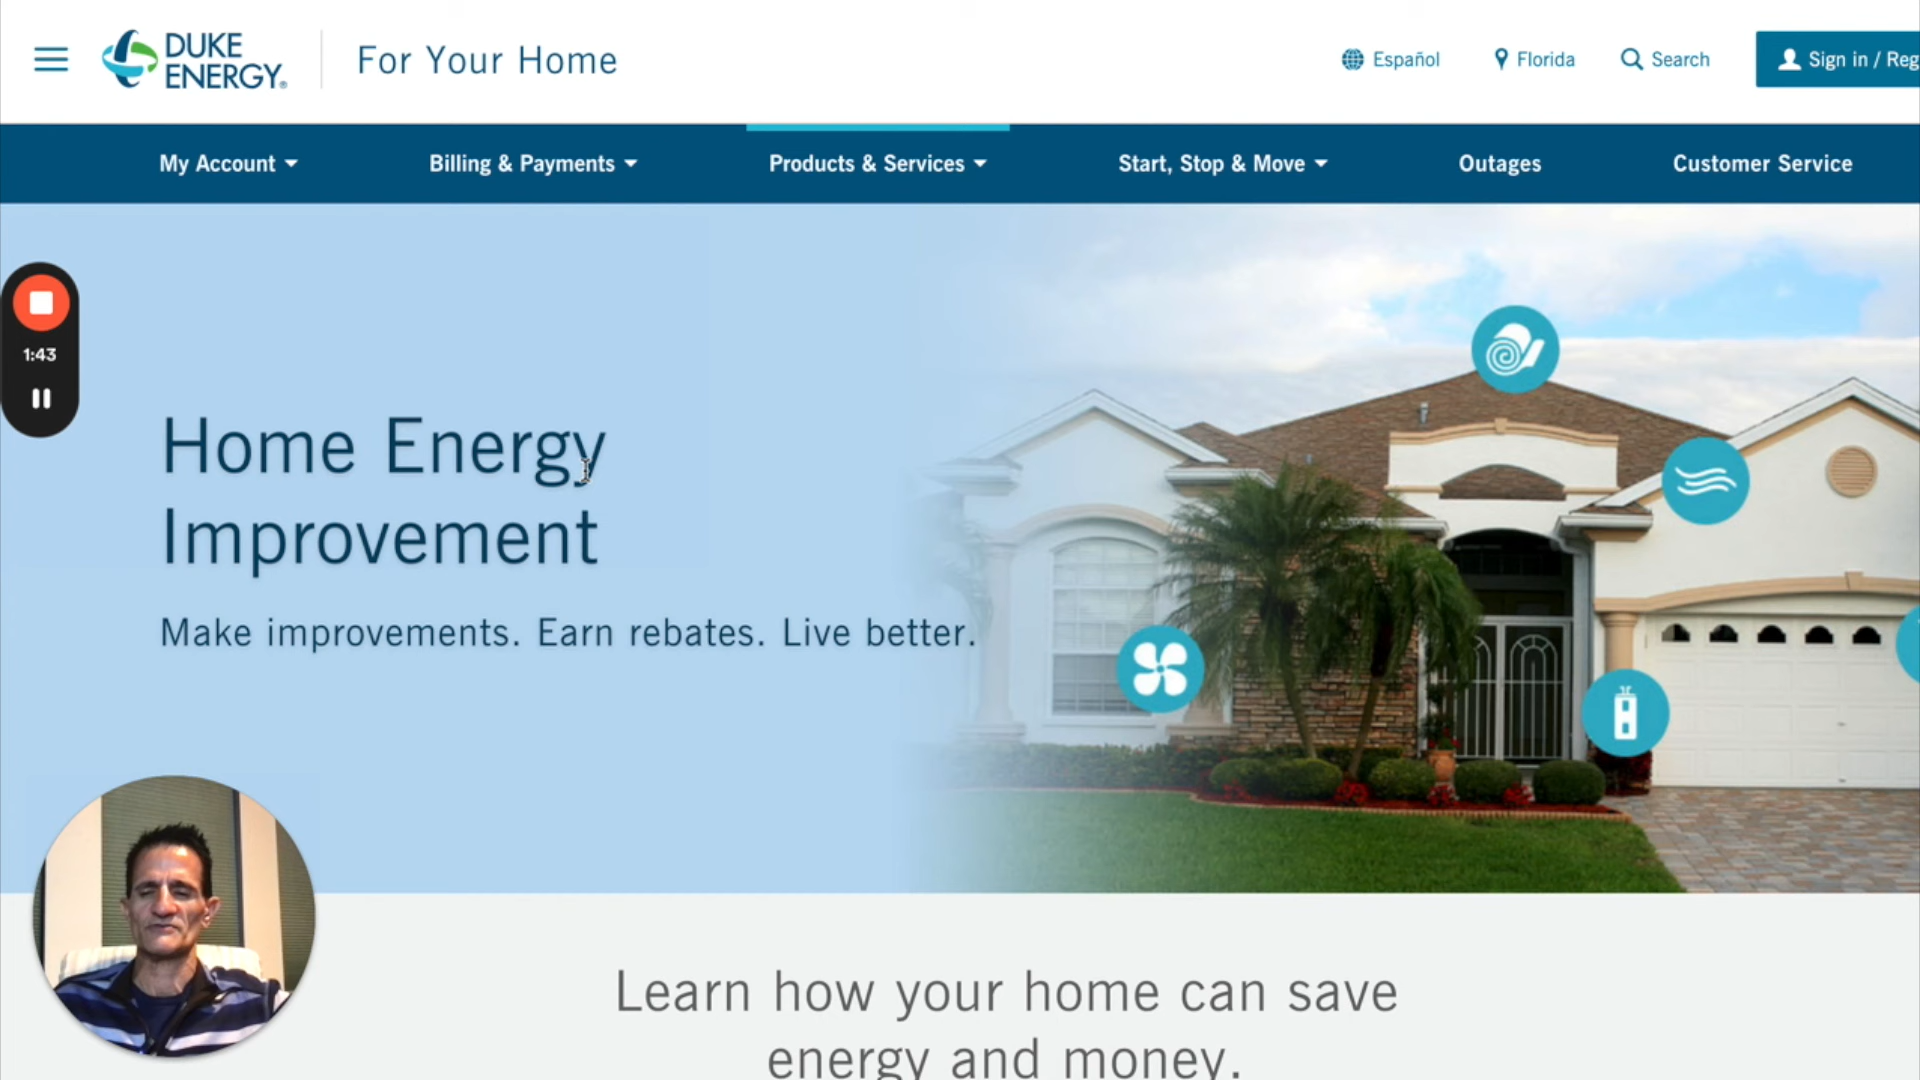 DUKE
ENERGY®
For Your Home
Español
Florida
Search
Sign in / Reg
My Account
Billing & Payments
Products & Services
Start, Stop & Move
Outages
Customer Service
1:43
Home Energy
Improvement
Make improvements. Earn rebates. Live better.
Learn how your home can save
energy and money.